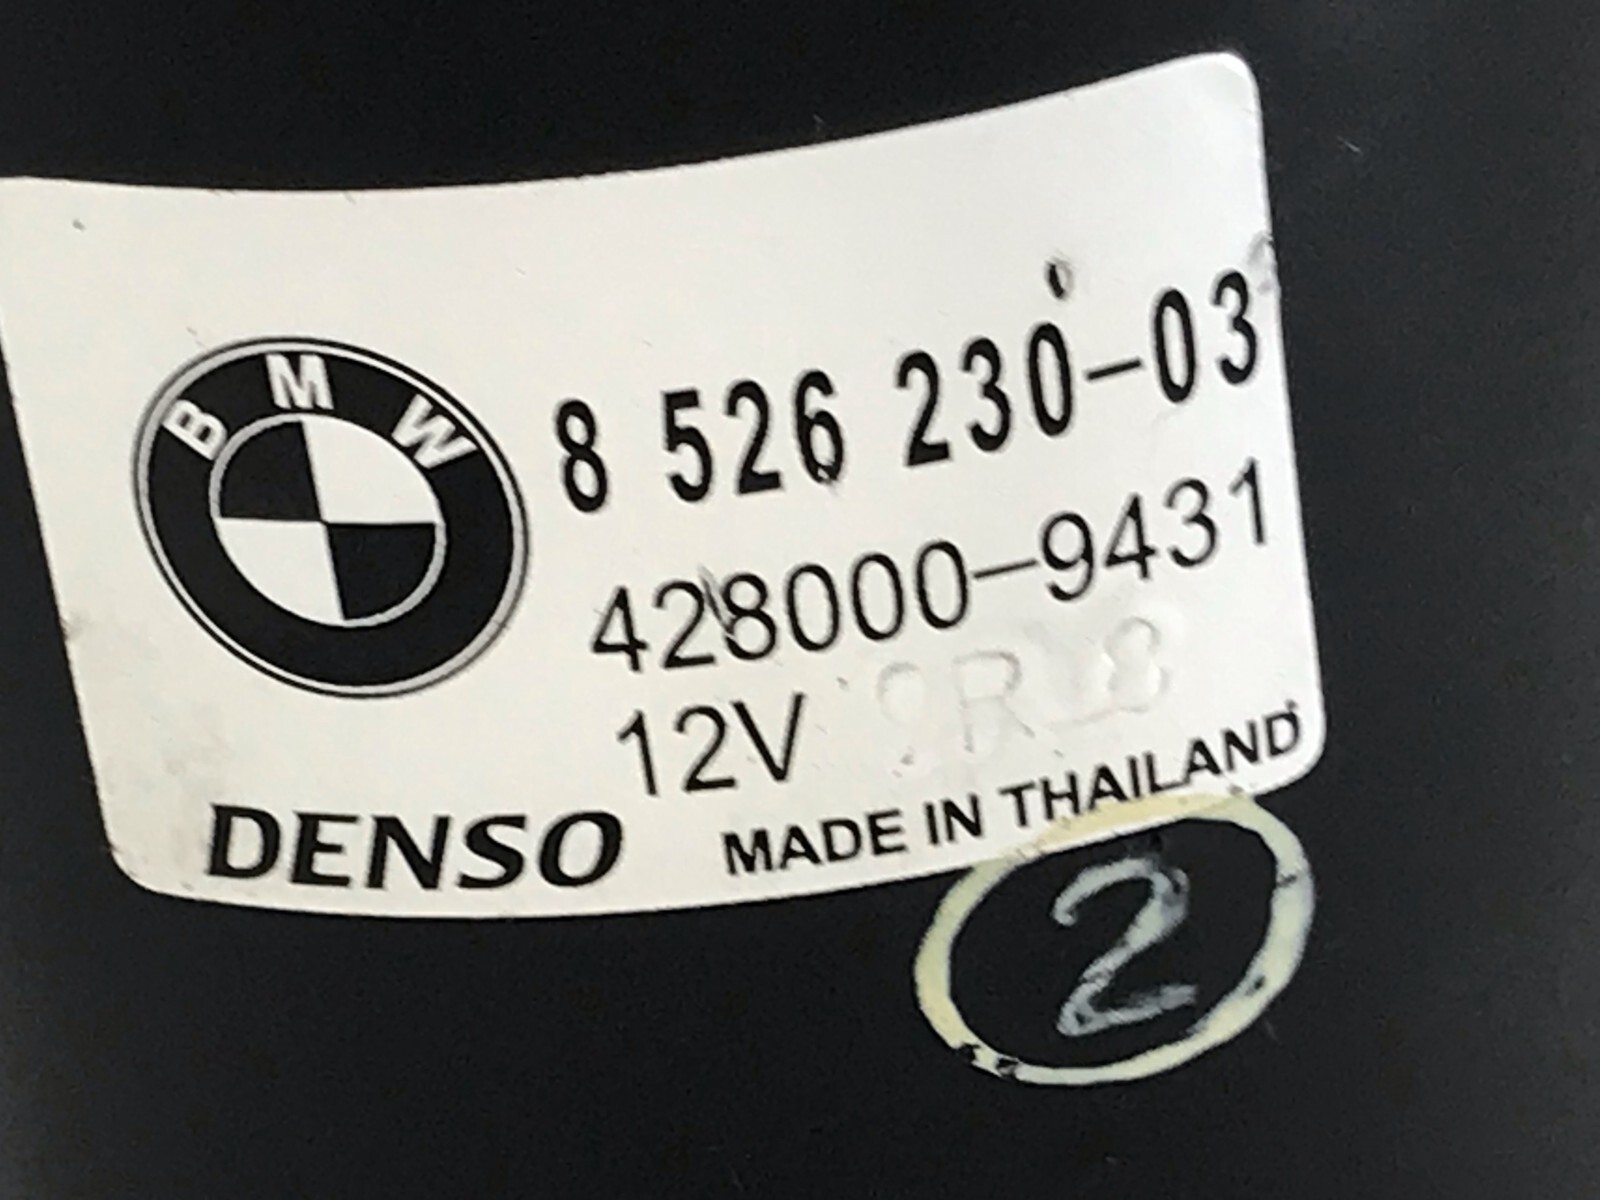 BMW
8 526 230-03
428000-9431
12V
DENSO MADE IN THAILAND
2